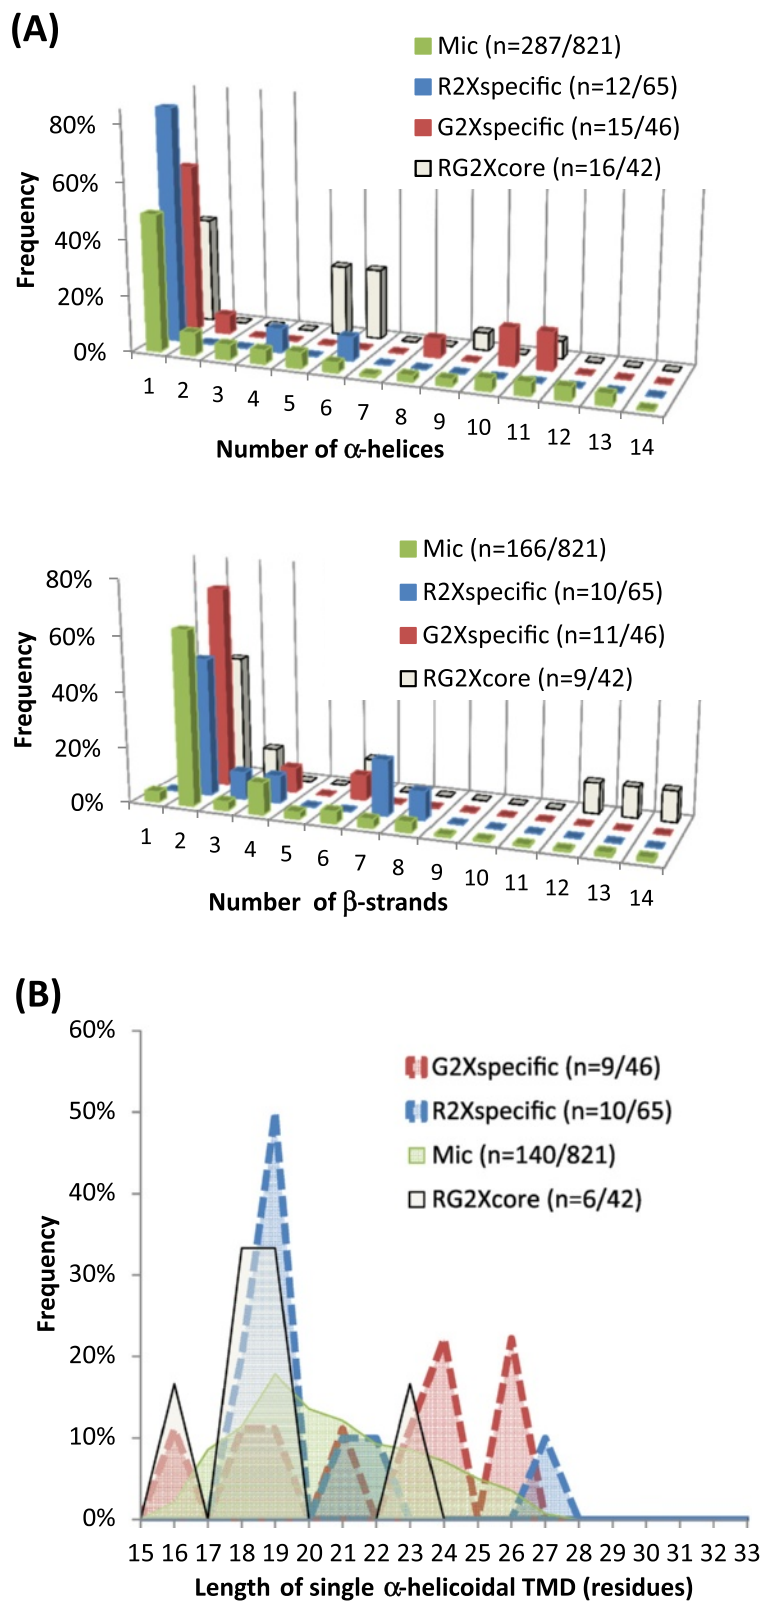 (A)
Mic (n=287/821)
R2Xspecific (n=12/65)
G2Xspecific (n=15/46)
RG2Xcore (n=16/42)
Frequency
80%
60%
40%
20%
0%
1 2 3 4 5 6 7 8 9 10 11 12 13 14
Number of α-helices
Mic (n=166/821)
R2Xspecific (n=10/65)
G2Xspecific (n=11/46)
RG2Xcore (n=9/42)
Frequency
80%
60%
40%
20%
0%
1 2 3 4 5 6 7 8 9 10 11 12 13 14
Number of β-strands
(B)
G2Xspecific (n=9/46)
R2Xspecific (n=10/65)
Mic (n=140/821)
RG2Xcore (n=6/42)
Frequency
60%
50%
40%
30%
20%
10%
0%
15 16 17 18 19 20 21 22 23 24 25 26 27 28 29 30 31 32 33
Length of single α-helicoidal TMD (residues)